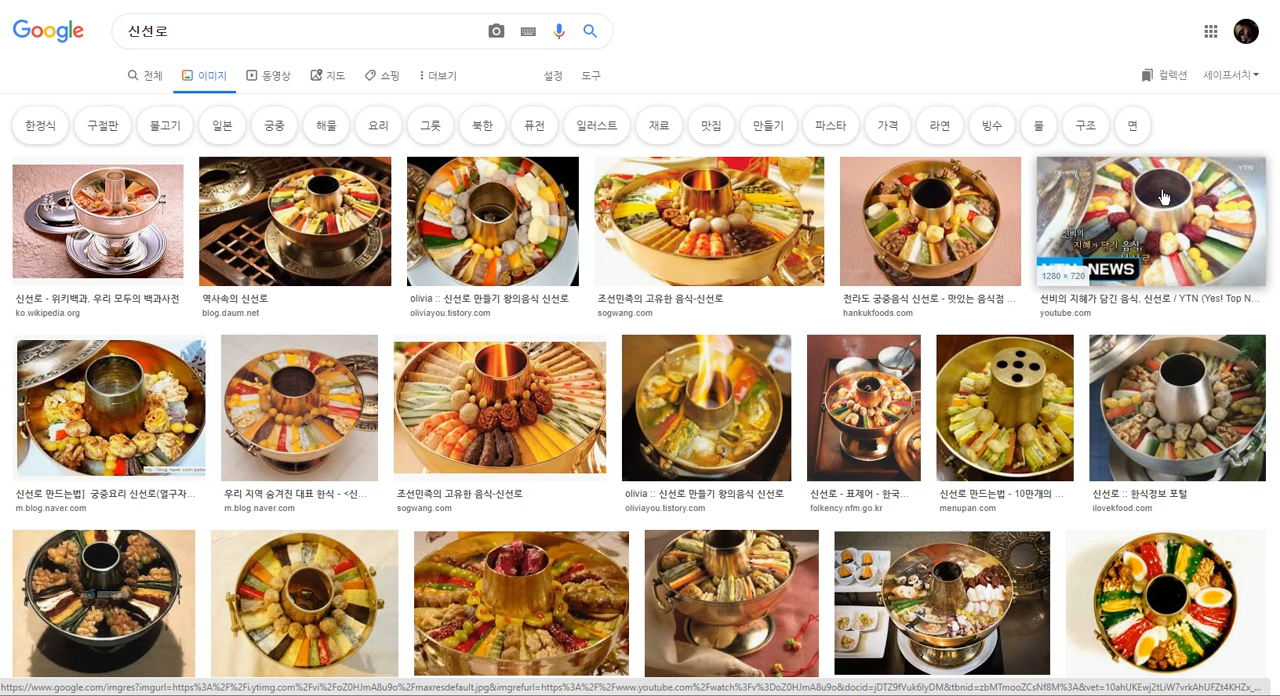 Google
신선로
전체
이미지
동영상
지도
쇼핑
더보기
설정
도구
컬렉션
세이프서치
한정식
구절판
불고기
일본
궁중
해물
요리
그릇
북한
퓨전
일러스트
재료
맛집
만들기
파스타
가격
라면
빙수
불
구조
면
YTN
선비의
지혜가 담긴 음식,
NEWS
1280 × 720
신선로 - 위키백과, 우리 모두의 백과사전
ko.wikipedia.org
역사속의 신선로
blog.daum.net
olivia :: 신선로 만들기 왕의음식 신선로
oliviayou.tistory.com
조선민족의 고유한 음식-신선로
sogwang.com
전라도 궁중음식 신선로 - 맛있는 음식점 ...
hankukfoods.com
선비의 지혜가 담긴 음식, 신선로 / YTN (Yes! Top N...
youtube.com
신선로 만드는법] 궁중요리 신선로(열구자...
m.blog.naver.com
우리 지역 숨겨진 대표 한식 - <신...
m.blog.naver.com
조선민족의 고유한 음식-신선로
sogwang.com
olivia :: 신선로 만들기 왕의음식 신선로
oliviayou.tistory.com
신선로 - 표제어 - 한국...
folkency.nfm.go.kr
신선로 만드는법 - 10만개의 ...
menupan.com
신선로 :: 한식정보 포털
ilovekfood.com